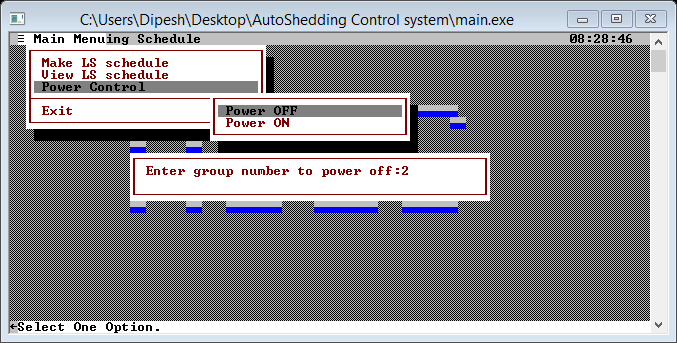 C:\Users\Dipesh\Desktop\AutoShedding Control system\main.exe
≡ Main Menuing Schedule 08:28:46
Make LS schedule
View LS schedule
Power Control
Exit
Power OFF
Power ON
Enter group number to power off:2
←Select One Option.